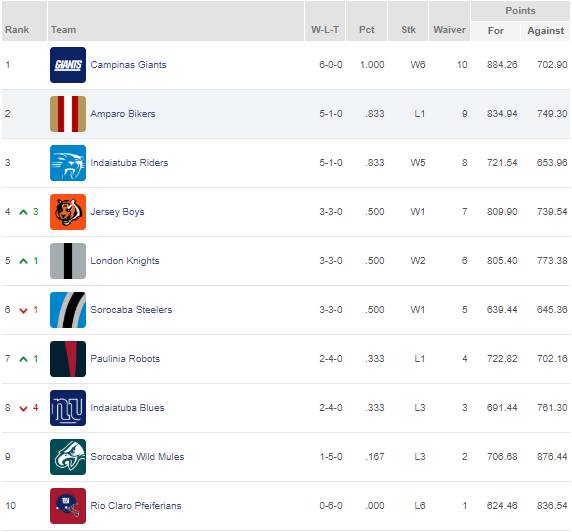 Points
Rank Team W-L-T Pct Stk Waiver For Against
1 GIANTS Campinas Giants 6-0-0 1.000 W6 10 884.26 702.90
2 Amparo Bikers 5-1-0 .833 L1 9 834.94 749.30
3 Indaiatuba Riders 5-1-0 .833 W5 8 721.54 653.96
4 3 Jersey Boys 3-3-0 .500 W1 7 809.90 739.54
5 1 London Knights 3-3-0 .500 W2 6 805.40 773.38
6 1 Sorocaba Steelers 3-3-0 .500 W1 5 639.44 645.36
7 1 Paulinia Robots 2-4-0 .333 L1 4 722.82 702.16
8 4 ny Indaiatuba Blues 2-4-0 .333 L3 3 691.44 761.30
9 Sorocaba Wild Mules 1-5-0 .167 L3 2 706.68 876.44
10 Rio Claro Pfeiferians 0-6-0 .000 L6 1 624.46 836.54